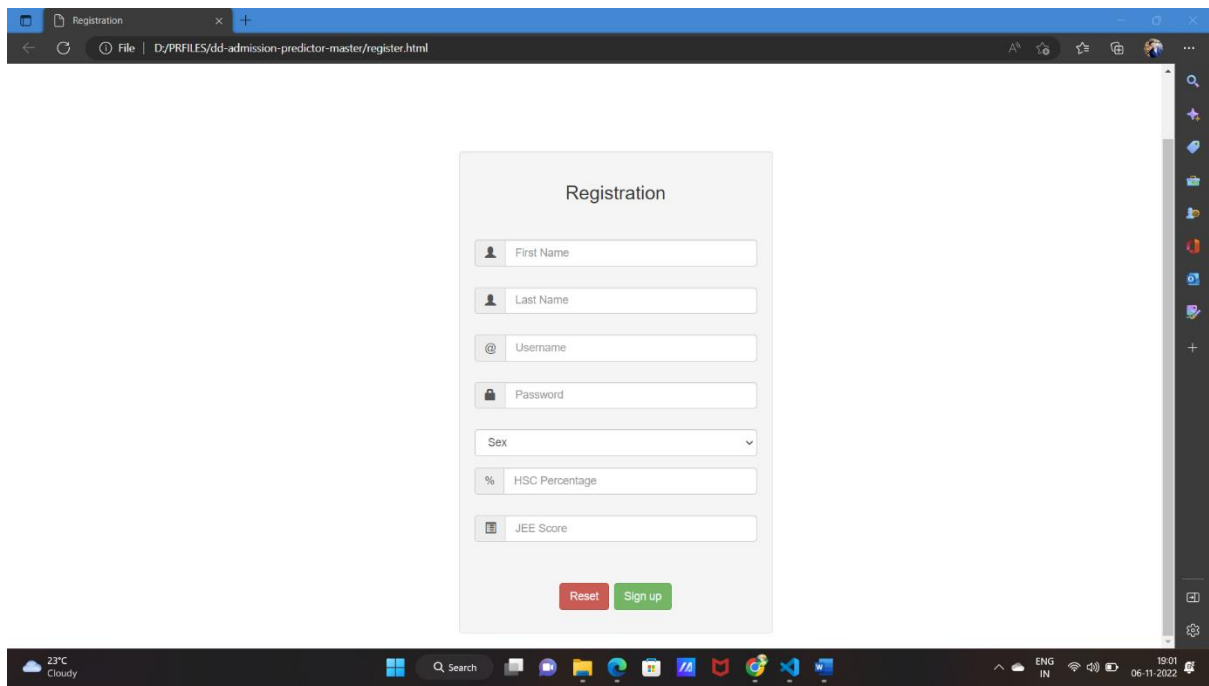 Registration
File | D:/PRFILES/dd-admission-predictor-master/register.html
Registration
First Name
Last Name
@ Username
Password
Sex
% HSC Percentage
JEE Score
Reset Sign up
23°C
Cloudy
Search
ENG
IN
19:01
06-11-2022